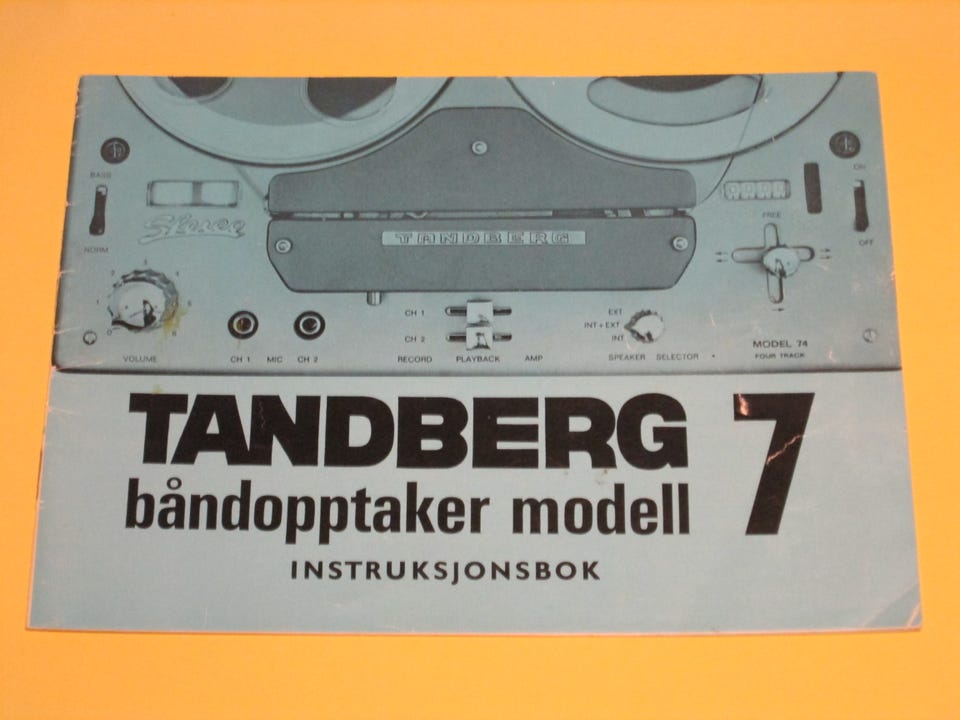 BASS
Stereo
NORM
VOLUME
CH 1 MIC CH 2
TANDBERG
CH 1
CH 2
RECORD PLAYBACK AMP
EXT
INT + EXT
INT
SPEAKER SELECTOR
ON
FREE
OFF
MODEL 74
FOUR TRACK
TANDBERG 7
båndopptaker modell
INSTRUKSJONSBOK